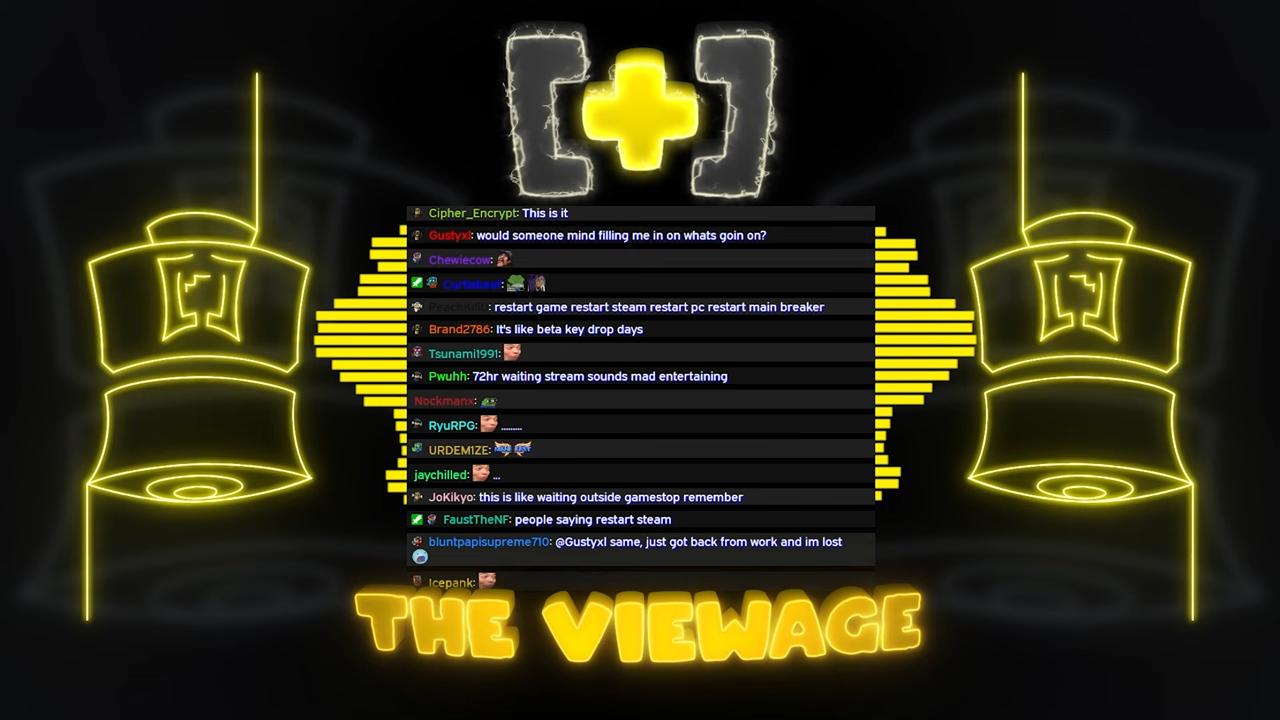 Cipher_Encrypt: This is it
Gustyxl: would someone mind filling me in on whats goin on?
Chewiecow:
: restart game restart steam restart pc restart main breaker
Brand2786: It's like beta key drop days
Tsunami1991:
Pwuhh: 72hr waiting stream sounds mad entertaining
Nockmanx:
RyuRPG: .........
URDEM1ZE:
jaychilled: ...
JoKikyo: this is like waiting outside gamestop remember
FaustTheNF: people saying restart steam
bluntpapisupreme710: @Gustyxl same, just got back from work and im lost
Icepank:
THE VIEWAGE